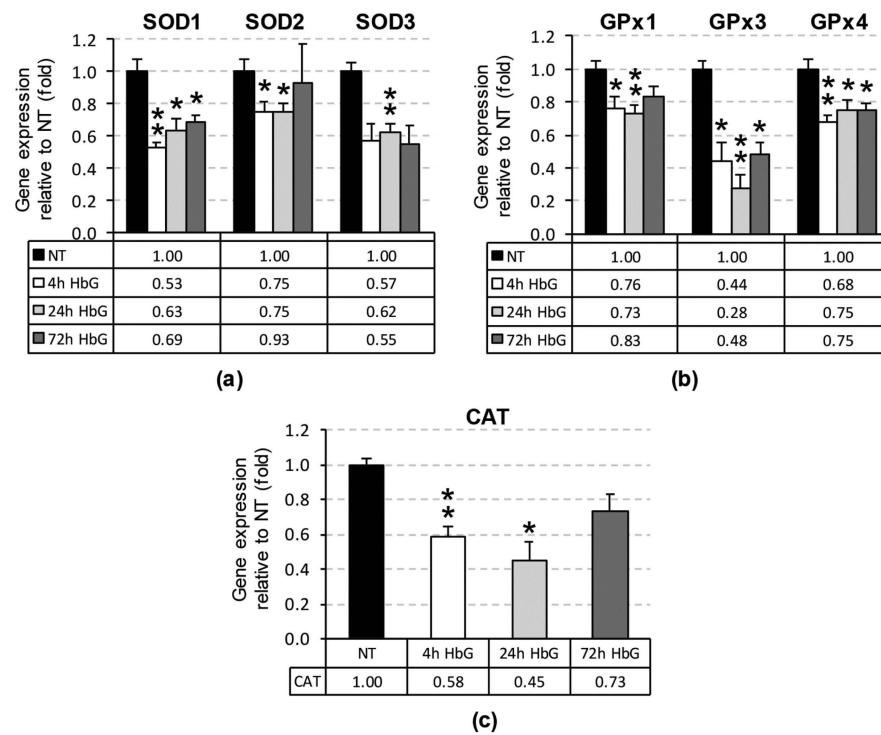 SOD1 SOD2 SOD3
Gene expression
relative to NT (fold)
1.2
1.0
0.8
0.6
0.4
0.2
0.0
** * * * * **
NT 1.00 1.00 1.00
4h HbG 0.53 0.75 0.57
24h HbG 0.63 0.75 0.62
72h HbG 0.69 0.93 0.55
(a)
GPx1 GPx3 GPx4
Gene expression
relative to NT (fold)
1.2
1.0
0.8
0.6
0.4
0.2
0.0
* ** * ** * ** * *
NT 1.00 1.00 1.00
4h HbG 0.76 0.44 0.68
24h HbG 0.73 0.28 0.75
72h HbG 0.83 0.48 0.75
(b)
CAT
Gene expression
relative to NT (fold)
1.2
1.0
0.8
0.6
0.4
0.2
0.0
** *
NT 4h HbG 24h HbG 72h HbG
CAT 1.00 0.58 0.45 0.73
(c)